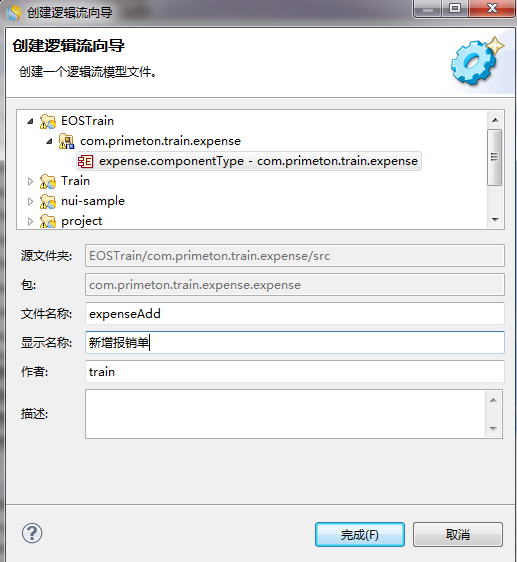 创建逻辑流向导
创建逻辑流向导
创建一个逻辑流模型文件。
EOSTrain
com.primeton.train.expense
expense.componentType - com.primeton.train.expense
Train
nui-sample
project
源文件夹: EOSTrain/com.primeton.train.expense/src
包: com.primeton.train.expense.expense
文件名称: expenseAdd
显示名称: 新增报销单
作者: train
描述:
完成(F) 取消